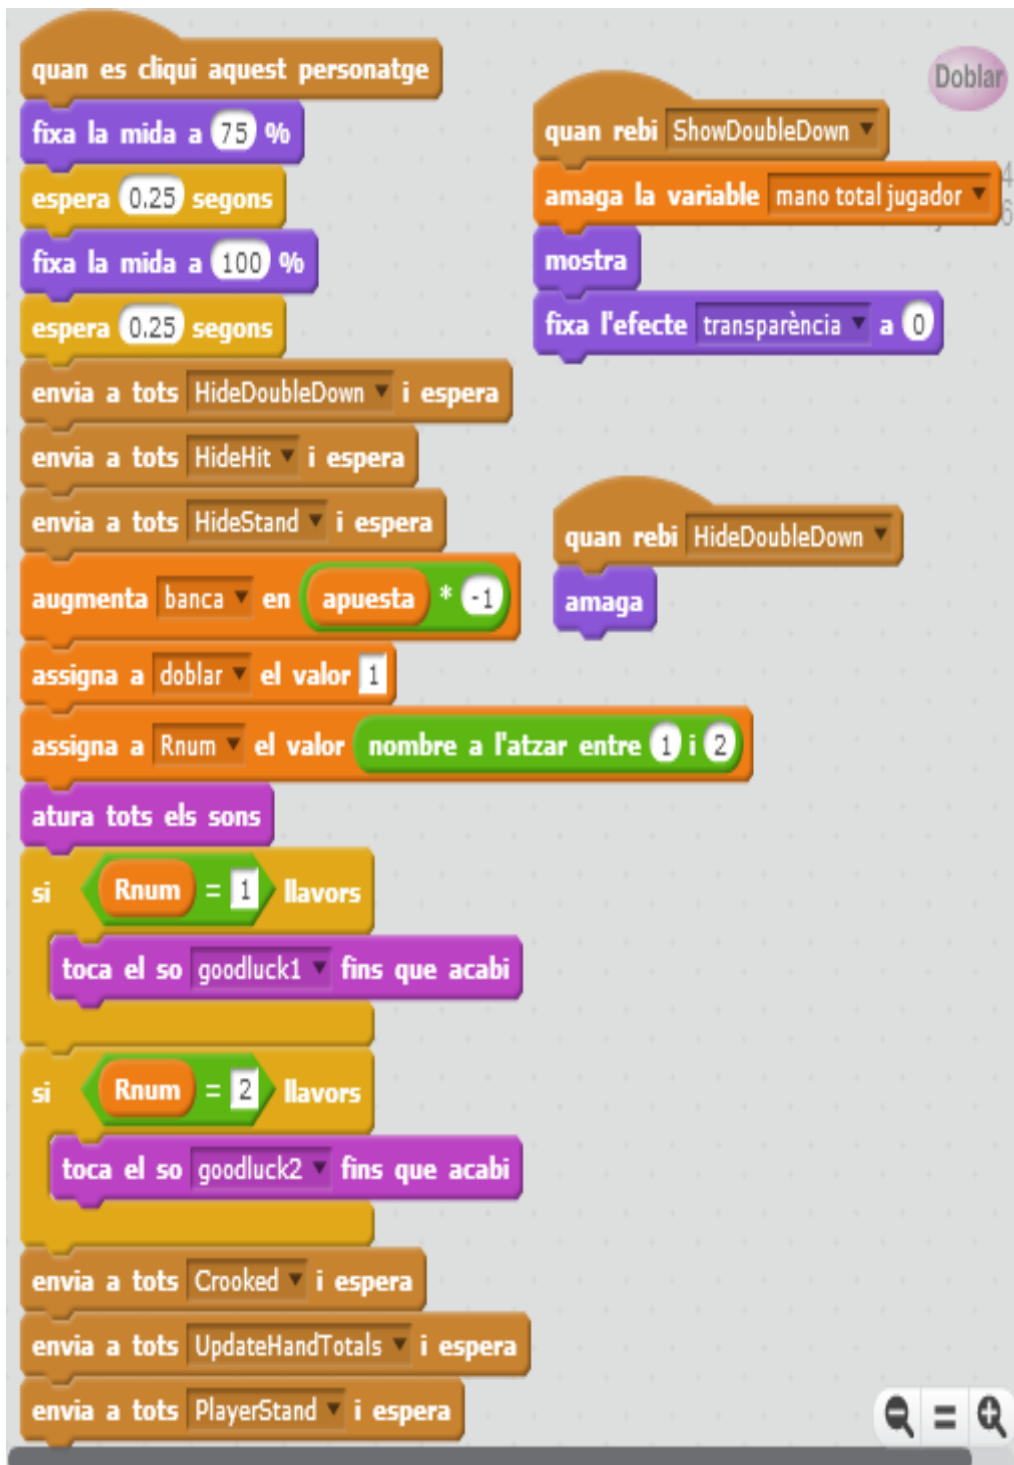 quan es cliqui aquest personatge
fixa la mida a 75 %
espera 0.25 segons
fixa la mida a 100 %
espera 0.25 segons
envia a tots HideDoubleDown i espera
envia a tots HideHit i espera
envia a tots HideStand i espera
augmenta banca en apuesta * -1
assigna a doblar el valor 1
assigna a Rnum el valor nombre a l'atzar entre 1 i 2
atura tots els sons
si Rnum = 1 llavors
toca el so goodluck1 fins que acabi
si Rnum = 2 llavors
toca el so goodluck2 fins que acabi
envia a tots Crooked i espera
envia a tots UpdateHandTotals i espera
envia a tots PlayerStand i espera
Doblar
quan rebi ShowDoubleDown
amaga la variable mano total jugador
mostra
fixa l'efecte transparència a 0
quan rebi HideDoubleDown
amaga